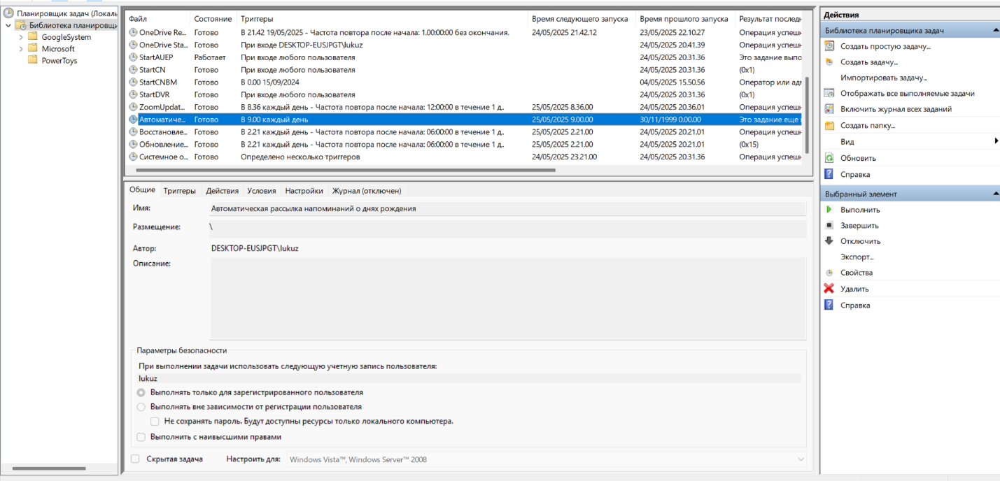 Планировщик задач (Локаль
Библиотека планировщи
GoogleSystem
Microsoft
PowerToys
Файл Состояние Триггеры Время следующего запуска Время прошлого запуска Результат последн
OneDrive Re... Готово В 21.42 19/05/2025 - Частота повтора после начала: 1.00:00:00 без окончания. 24/05/2025 21.42.12 23/05/2025 22.10.27 Операция успешн
OneDrive Sta... Готово При входе DESKTOP-EUSJPGT\lukuz 24/05/2025 20.41.39 Операция успешн
StartAUEP Работает При входе любого пользователя 24/05/2025 20.31.36 Это задание выпо
StartCN Готово При входе любого пользователя 24/05/2025 20.31.36 (0x1)
StartCNBM Готово В 0.00 15/09/2024 04/05/2025 15.50.56 Оператор или адм
StartDVR Готово При входе любого пользователя 24/05/2025 20.31.36 (0x1)
ZoomUpdat... Готово В 8.36 каждый день - Частота повтора после начала: 12:00:00 в течение 1 д.. 25/05/2025 8.36.00 24/05/2025 20.36.01 Операция успешн
Автоматиче... Готово В 9.00 каждый день 25/05/2025 9.00.00 30/11/1999 0.00.00 Это задание еще
Восстановле... Готово В 2.21 каждый день - Частота повтора после начала: 06:00:00 в течение 1 д.. 25/05/2025 2.21.00 24/05/2025 20.21.01 Операция успешн
Обновление... Готово В 2.21 каждый день - Частота повтора после начала: 06:00:00 в течение 1 д.. 25/05/2025 2.21.00 24/05/2025 20.21.01 (0x15)
Системное о... Готово Определено несколько триггеров 24/05/2025 23.21.00 24/05/2025 20.31.36 Операция успешн
Общие Триггеры Действия Условия Настройки Журнал (отключен)
Имя: Автоматическая рассылка напоминаний о днях рождения
Размещение: \
Автор: DESKTOP-EUSJPGT\lukuz
Описание:
Параметры безопасности
При выполнении задачи использовать следующую учетную запись пользователя:
lukuz
Выполнять только для зарегистрированного пользователя
Выполнять вне зависимости от регистрации пользователя
Не сохранять пароль. Будут доступны ресурсы только локального компьютера.
Выполнить с наивысшими правами
Скрытая задача Настроить для: Windows Vista™, Windows Server™ 2008
Действия
Библиотека планировщика задач
Создать простую задачу...
Создать задачу...
Импортировать задачу...
Отображать все выполняемые задачи
Включить журнал всех заданий
Создать папку...
Вид
Обновить
Справка
Выбранный элемент
Выполнить
Завершить
Отключить
Экспорт...
Свойства
Удалить
Справка